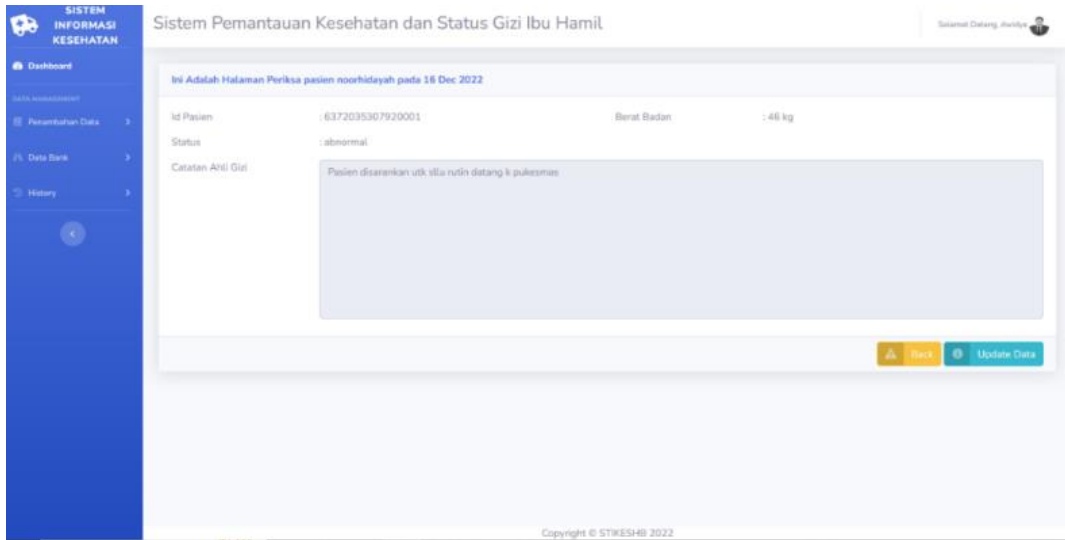 SISTEM
INFORMASI
KESEHATAN
Sistem Pemantauan Kesehatan dan Status Gizi Ibu Hamil
Selamat Datang,
Dashboard
DATA MANAGEMENT
Penambahan Data
Data Bank
History
Ini Adalah Halaman Periksa pasien noorhidayah pada 16 Dec 2022
Id Pasien : 6372035307920001 Berat Badan : 46 kg
Status : abnormal
Catatan Ahli Gizi
Pasien disarankan utk sllu rutin datang k pukesmas
Back Update Data
Copyright © STIKESHB 2022